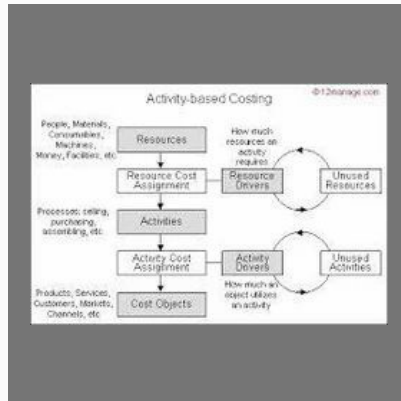 ©12manage.com
Activity-based Costing
People, Materials,
Consumables,
Machines,
Money, Facilities, etc
Resources
How much
resources an
activity
requires
Resource Cost
Assignment
Resource
Drivers
Unused
Resources
Processes, selling,
purchasing,
assembling, etc
Activities
Activity Cost
Assignment
Activity
Drivers
Unused
Activities
Products, Services,
Customers, Markets,
Channels, etc
Cost Objects
How much an
object utilizes
an activity